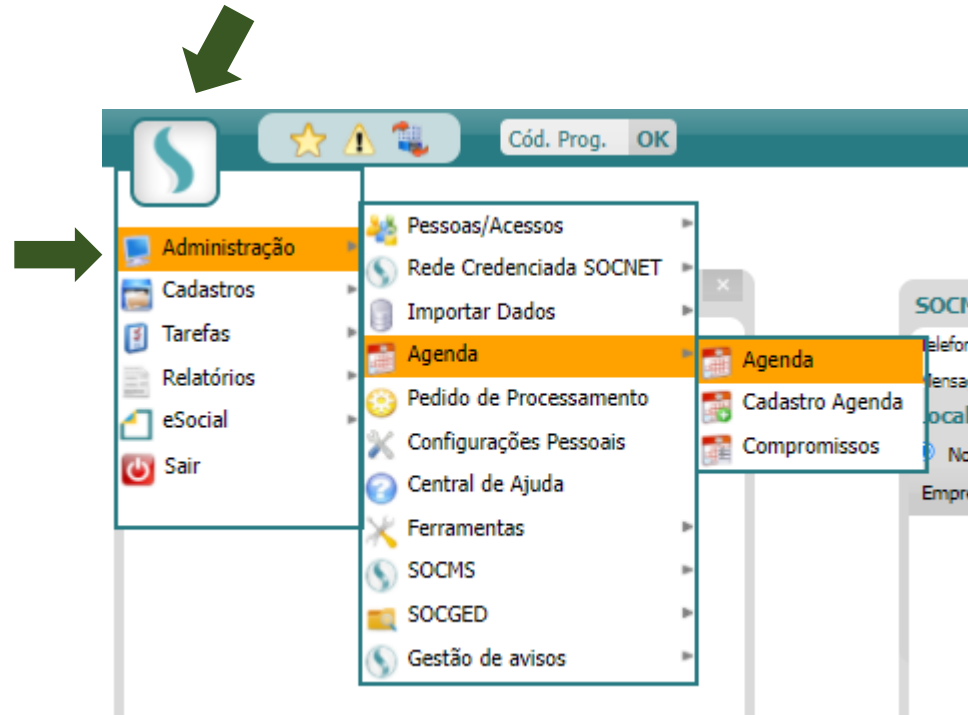 Cód. Prog. OK
Administração
Cadastros
Tarefas
Relatórios
eSocial
Sair
Pessoas/Acessos
Rede Credenciada SOCNET
Importar Dados
Agenda
Pedido de Processamento
Configurações Pessoais
Central de Ajuda
Ferramentas
SOCMS
SOCGED
Gestão de avisos
Agenda
Cadastro Agenda
Compromissos